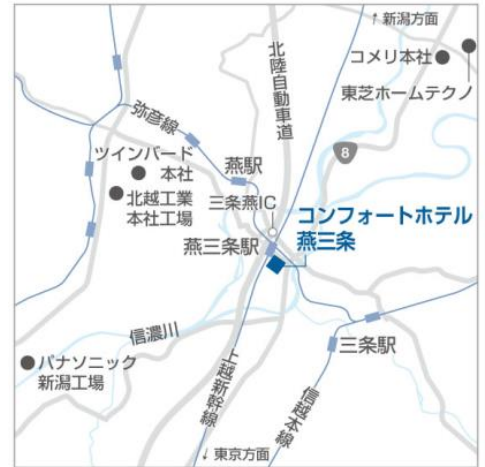 ↑新潟方面
コメリ本社
東芝ホームテクノ
北陸自動車道
8
弥彦線
ツインバード
本社
燕駅
北越工業
本社工場
三条燕IC
コンフォートホテル
燕三条
燕三条駅
信濃川
三条駅
パナソニック
新潟工場
上越新幹線
信越本線
↓東京方面